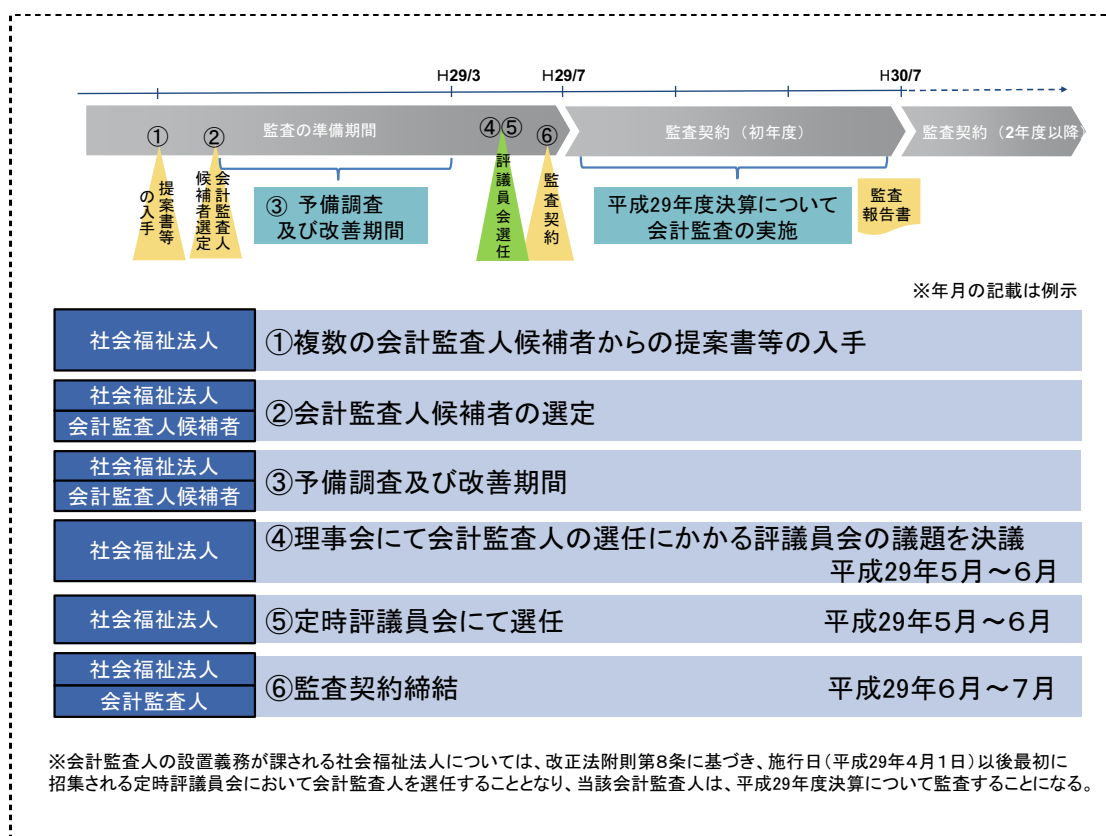 H29/3 H29/7 H30/7
① ② 監査の準備期間 ④⑤ ⑥ 監査契約（初年度） 監査契約（2年度以降）
提案書等
の入手
会計監査人
候補者選定
③ 予備調査
及び改善期間
評議員会選任
監査契約
平成29年度決算について
会計監査の実施
監査
報告書
※年月の記載は例示
社会福祉法人
①複数の会計監査人候補者からの提案書等の入手
社会福祉法人
会計監査人候補者
②会計監査人候補者の選定
社会福祉法人
会計監査人候補者
③予備調査及び改善期間
社会福祉法人
④理事会にて会計監査人の選任にかかる評議員会の議題を決議
平成29年５月～６月
社会福祉法人
⑤定時評議員会にて選任 平成29年５月～６月
社会福祉法人
会計監査人
⑥監査契約締結 平成29年６月～７月
※会計監査人の設置義務が課される社会福祉法人については、改正法附則第８条に基づき、施行日（平成29年４月１日）以後最初に
招集される定時評議員会において会計監査人を選任することとなり、当該会計監査人は、平成29年度決算について監査することになる。